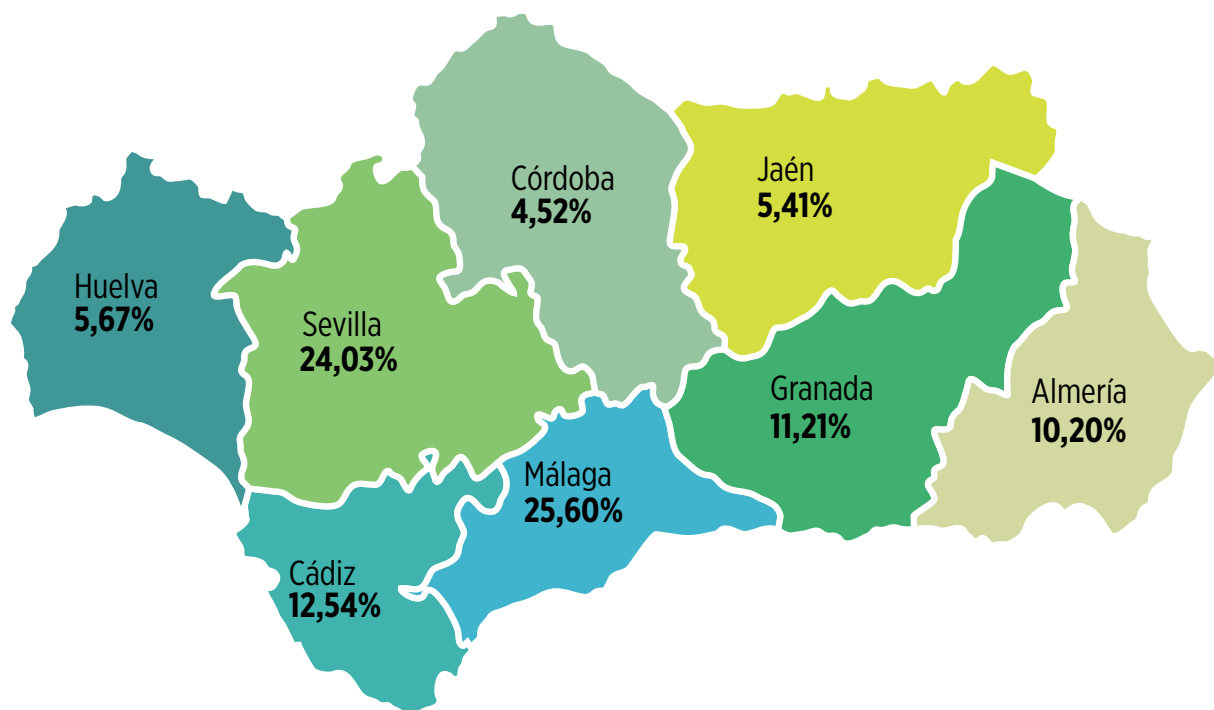 Córdoba
4,52%
Jaén
5,41%
Huelva
5,67%
Sevilla
24,03%
Granada
11,21%
Almería
10,20%
Málaga
25,60%
Cádiz
12,54%